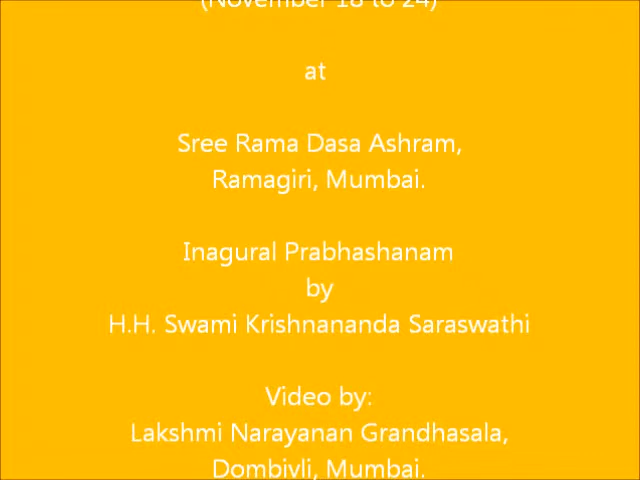 (November 18 to 24)
at
Sree Rama Dasa Ashram,
Ramagiri, Mumbai.
Inagural Prabhashanam
by
H.H. Swami Krishnananda Saraswathi
Video by:
Lakshmi Narayanan Grandhasala,
Dombivli, Mumbai.